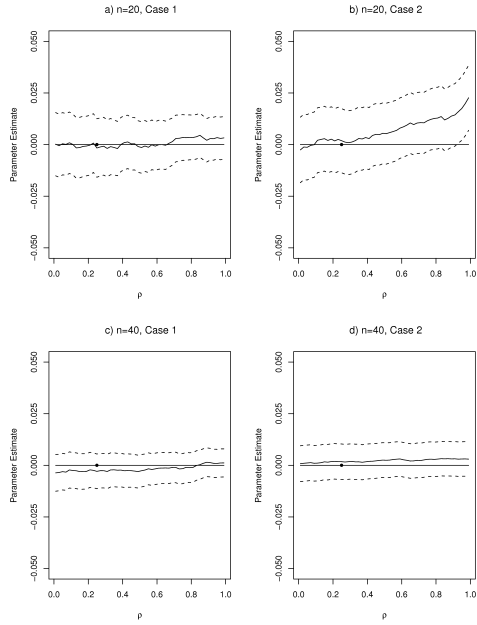 a) n=20, Case 1
Parameter Estimate
0.050
0.025
0.000
−0.025
−0.050
0.0 0.2 0.4 0.6 0.8 1.0
ρ
b) n=20, Case 2
Parameter Estimate
0.050
0.025
0.000
−0.025
−0.050
0.0 0.2 0.4 0.6 0.8 1.0
ρ
c) n=40, Case 1
Parameter Estimate
0.050
0.025
0.000
−0.025
−0.050
0.0 0.2 0.4 0.6 0.8 1.0
ρ
d) n=40, Case 2
Parameter Estimate
0.050
0.025
0.000
−0.025
−0.050
0.0 0.2 0.4 0.6 0.8 1.0
ρ